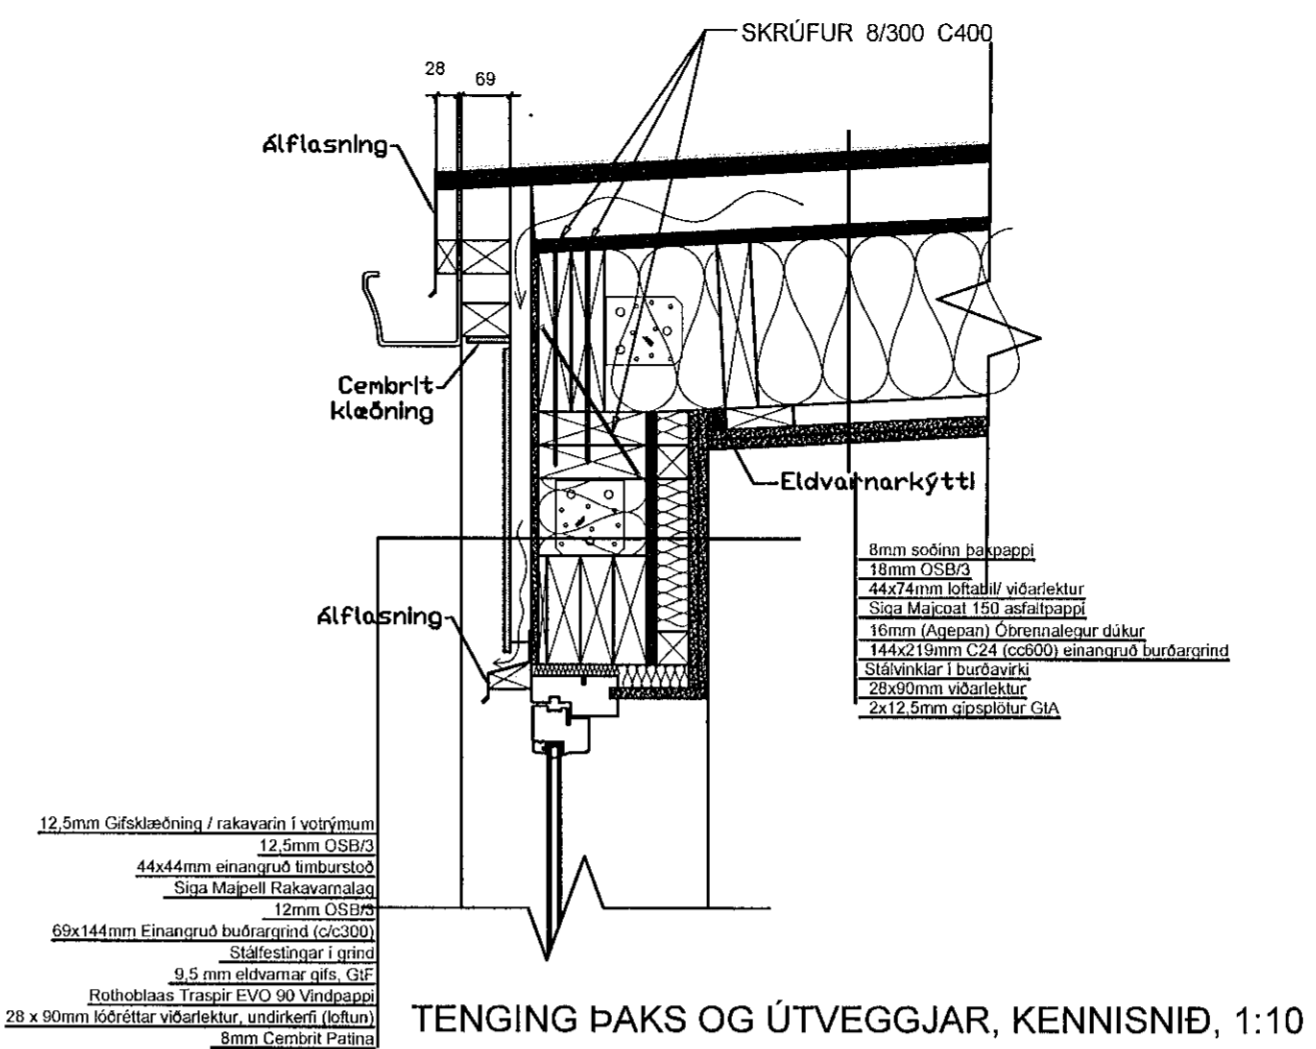 SKRÚFUR 8/300 C400
28
69
Álflasning
Cembrit
klæðning
Eldvarnarkýtti
Álflasning
8mm soðinn þakpappi
18mm OSB/3
44x74mm loftabil/ viðarlektur
Siga Majcoat 150 asfaltpappi
16mm (Agepan) Óbrennalegur dúkur
144x219mm C24 (cc600) einangruð burðargrind
Stálvinklar í burðavirki
28x90mm viðarlektur
2x12,5mm gipsplötur GtA
12,5mm Gifsklæðning / rakavarin í votrýmum
12,5mm OSB/3
44x44mm einangruð timburstoð
Siga Majpell Rakavarnalag
12mm OSB/3
69x144mm Einangruð buðrargrind (c/c300)
Stálfestingar í grind
9,5 mm eldvarnar gifs, GtF
Rothoblaas Traspir EVO 90 Vindpappi
28 x 90mm lóðréttar viðarlektur, undirkerfi (loftun)
8mm Cembrit Patina
TENGING ÞAKS OG ÚTVEGGJAR, KENNISNIÐ, 1:10